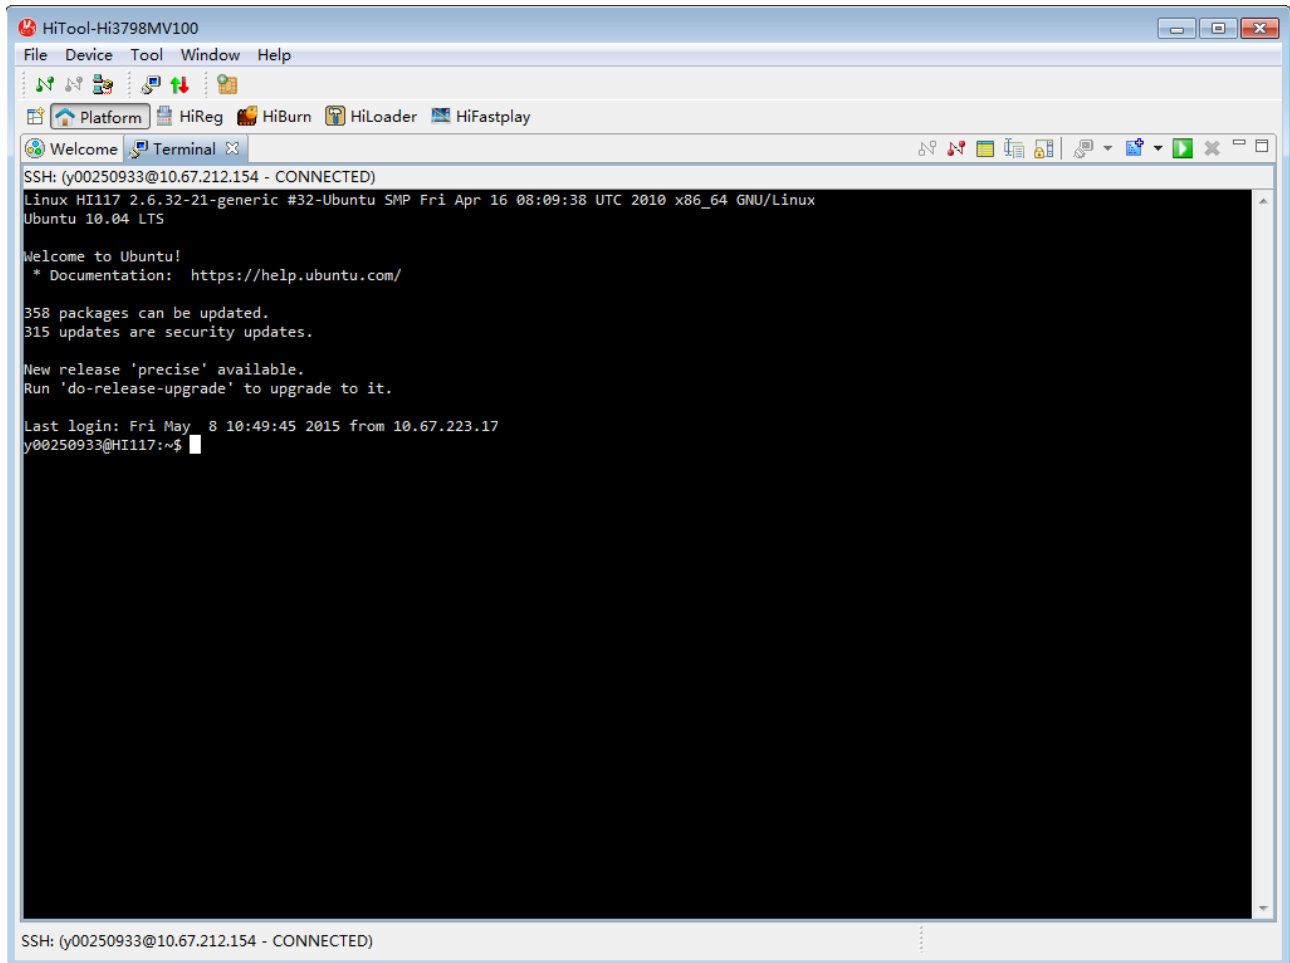 HiTool-Hi3798MV100
File Device Tool Window Help
Platform HiReg HiBurn HiLoader HiFastplay
Welcome Terminal
SSH: (y00250933@10.67.212.154 - CONNECTED)
Linux HI117 2.6.32-21-generic #32-Ubuntu SMP Fri Apr 16 08:09:38 UTC 2010 x86_64 GNU/Linux
Ubuntu 10.04 LTS
Welcome to Ubuntu!
 * Documentation:  https://help.ubuntu.com/
358 packages can be updated.
315 updates are security updates.
New release 'precise' available.
Run 'do-release-upgrade' to upgrade to it.
Last login: Fri May  8 10:49:45 2015 from 10.67.223.17
y00250933@HI117:~$
SSH: (y00250933@10.67.212.154 - CONNECTED)